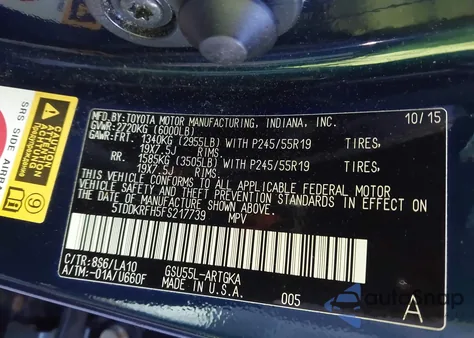 MFD.BY:TOYOTA MOTOR MANUFACTURING, INDIANA, INC. 10/15
GVWR:2720KG (6000LB)
GAWR:FRT. 1340KG (2955LB) WITH P245/55R19 TIRES,
19X7.5J RIMS.
RR. 1585KG (3505LB) WITH P245/55R19 TIRES,
19X7.5J RIMS.
THIS VEHICLE CONFORMS TO ALL APPLICABLE FEDERAL MOTOR
VEHICLE SAFETY AND THEFT PREVENTION STANDARDS IN EFFECT ON
THE DATE OF MANUFACTURE SHOWN ABOVE.
5TDDKRFH5FS217739 MPV
C/TR:8S6/LA10 GSU55L-ARTGKA
A/TM:-01A/U660F MADE IN U.S.A. 005 A
SRS SIDE AIRBAG
autoSnap